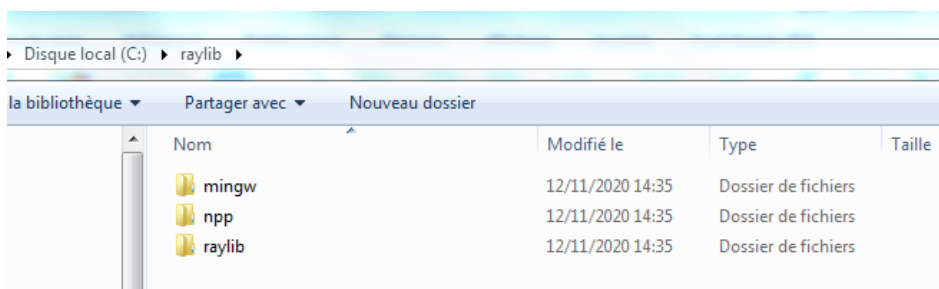 Disque local (C:) raylib
la bibliothèque Partager avec Nouveau dossier
Nom Modifié le Type Taille
mingw 12/11/2020 14:35 Dossier de fichiers
npp 12/11/2020 14:35 Dossier de fichiers
raylib 12/11/2020 14:35 Dossier de fichiers